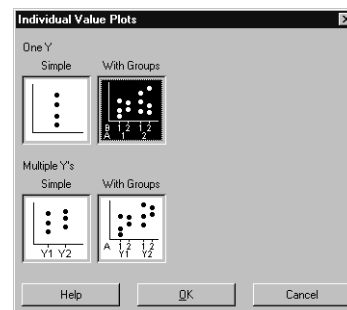 Individual Value Plots
One Y
Simple With Groups
B 1 2 1 2
A 1 2
Multiple Y's
Simple With Groups
Y1 Y2
A 1 2 1 2
Y1 Y2
Help OK Cancel